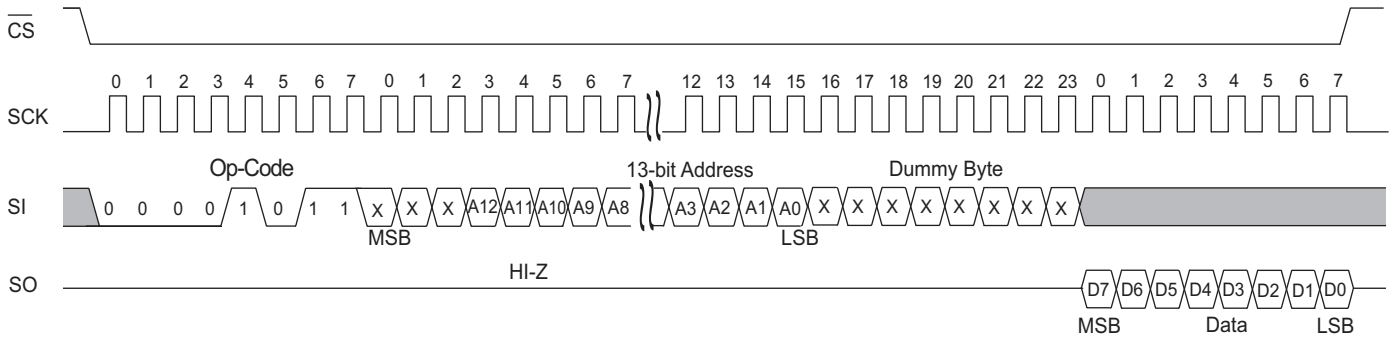 CS
0 1 2 3 4 5 6 7 0 1 2 3 4 5 6 7 12 13 14 15 16 17 18 19 20 21 22 23 0 1 2 3 4 5 6 7
SCK
Op-Code 13-bit Address Dummy Byte
SI 0 0 0 0 1 0 1 1 X X X A12 A11 A10 A9 A8 A3 A2 A1 A0 X X X X X X X X
MSB LSB
HI-Z
SO D7 D6 D5 D4 D3 D2 D1 D0
MSB Data LSB